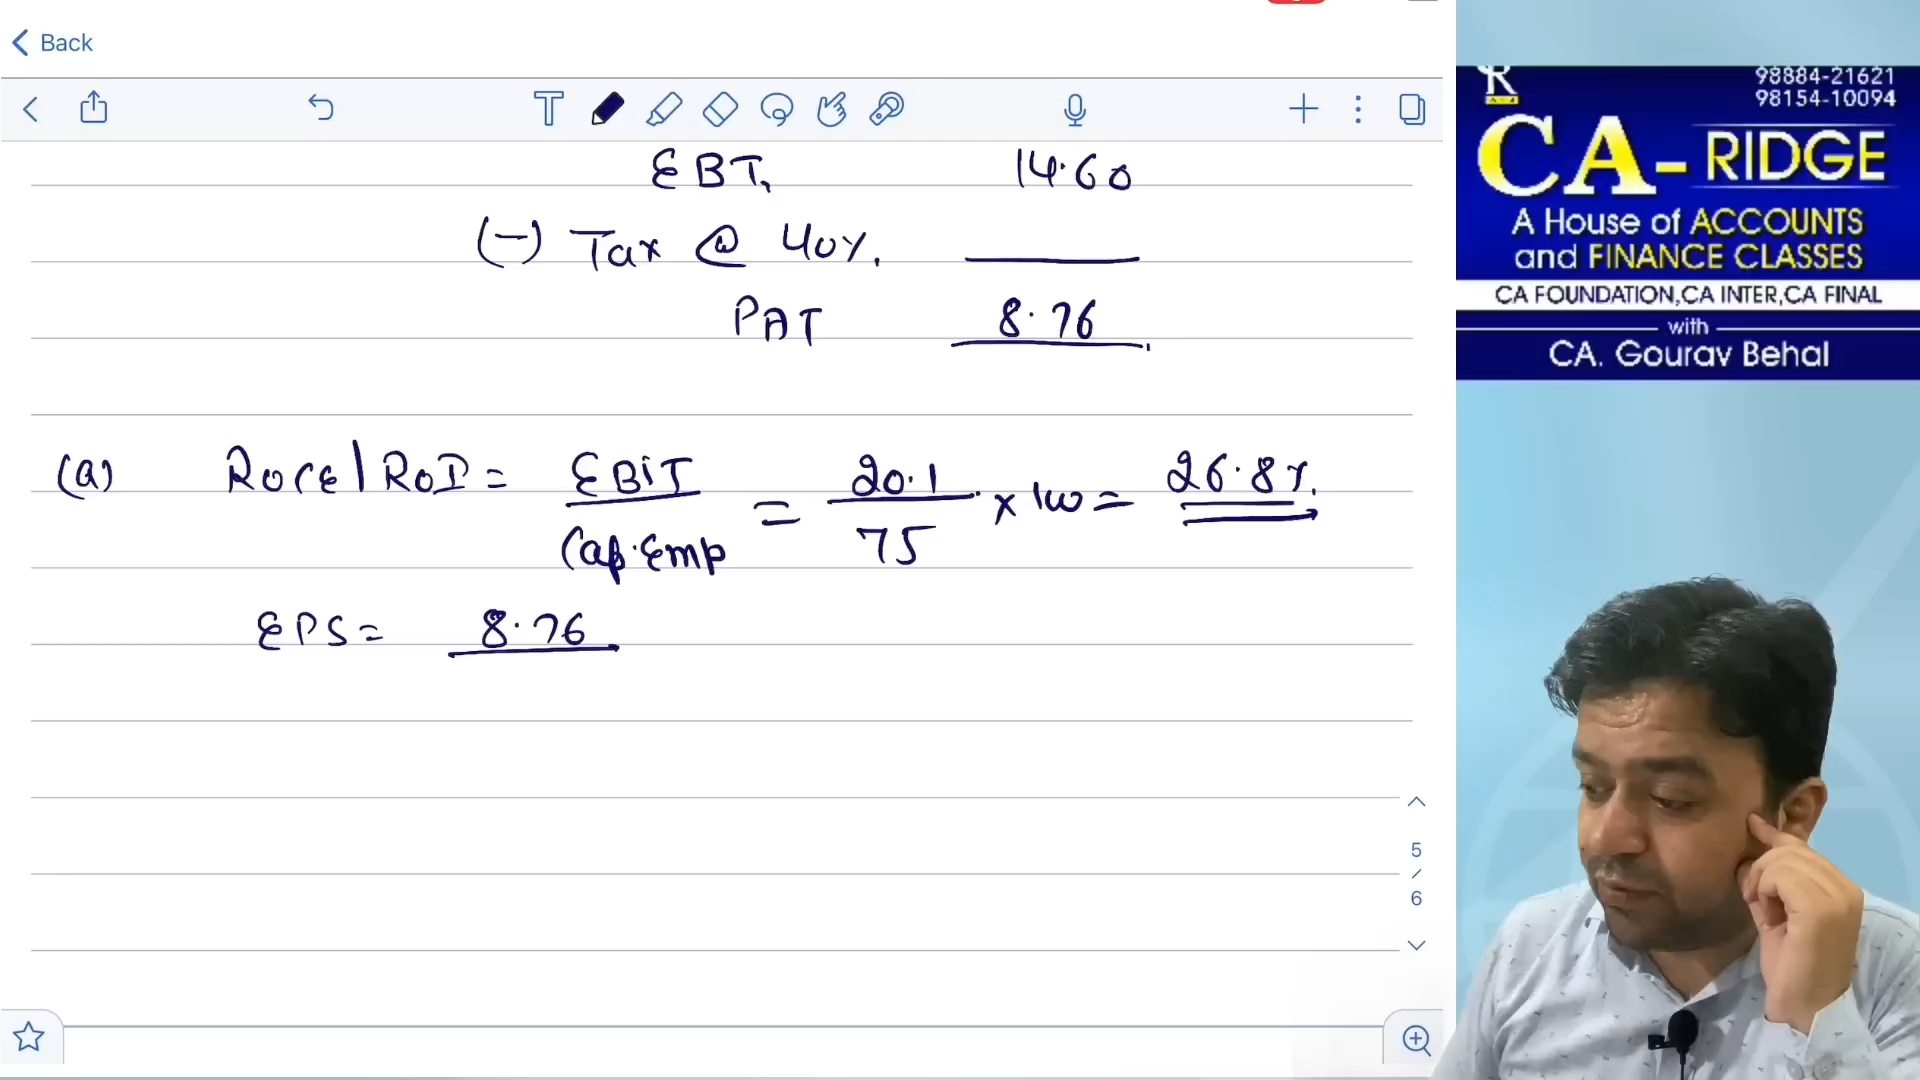 Back
EBT 14.60
(-) Tax @ 40%.
PAT 8.76
(a) ROCE/ROI = EBIT / Cap. Emp = 20.1 / 75 × 100 = 26.8%
EPS = 8.76
5
/
6
R
98884-21621
98154-10094
CA-RIDGE
A House of ACCOUNTS
and FINANCE CLASSES
CA FOUNDATION,CA INTER,CA FINAL
with
CA. Gourav Behal